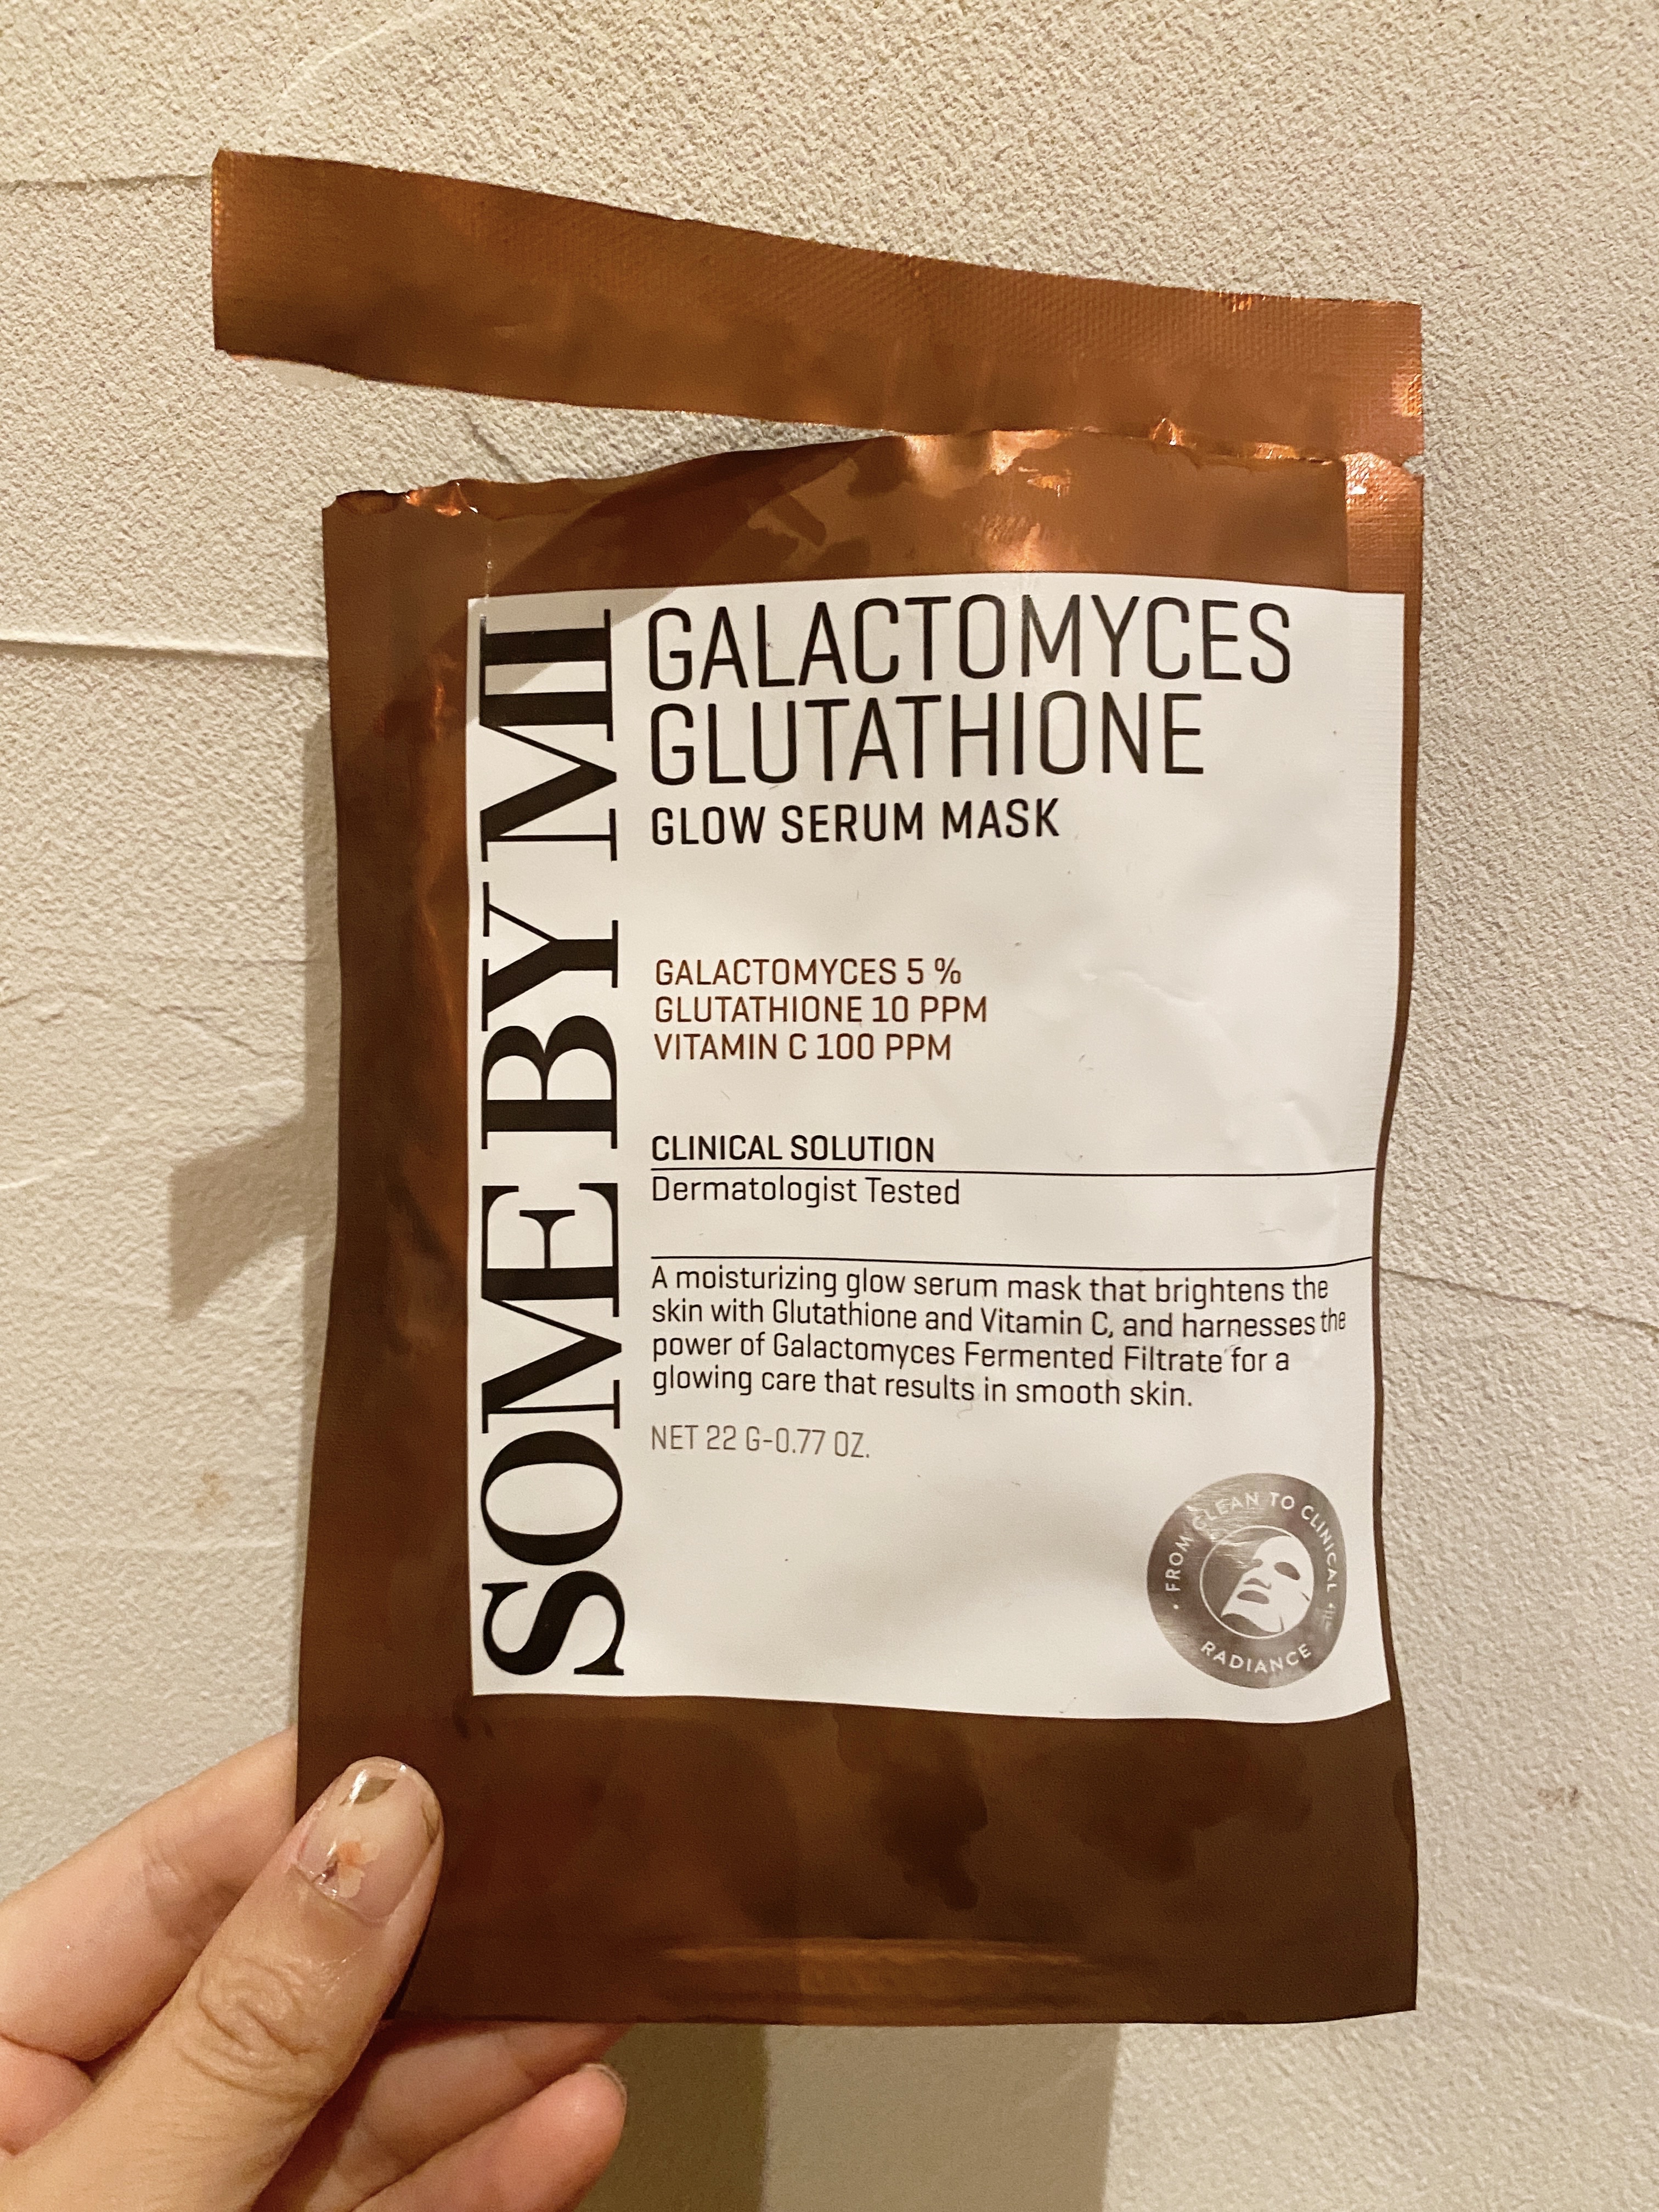 SOME BY MI
GALACTOMYCES
GLUTATHIONE
GLOW SERUM MASK
GALACTOMYCES 5 %
GLUTATHIONE 10 PPM
VITAMIN C 100 PPM
CLINICAL SOLUTION
Dermatologist Tested
A moisturizing glow serum mask that brightens the
skin with Glutathione and Vitamin C, and harnesses the
power of Galactomyces Fermented Filtrate for a
glowing care that results in smooth skin.
NET 22 G-0.77 OZ.
• FROM CLEAN TO CLINICAL
RADIANCE